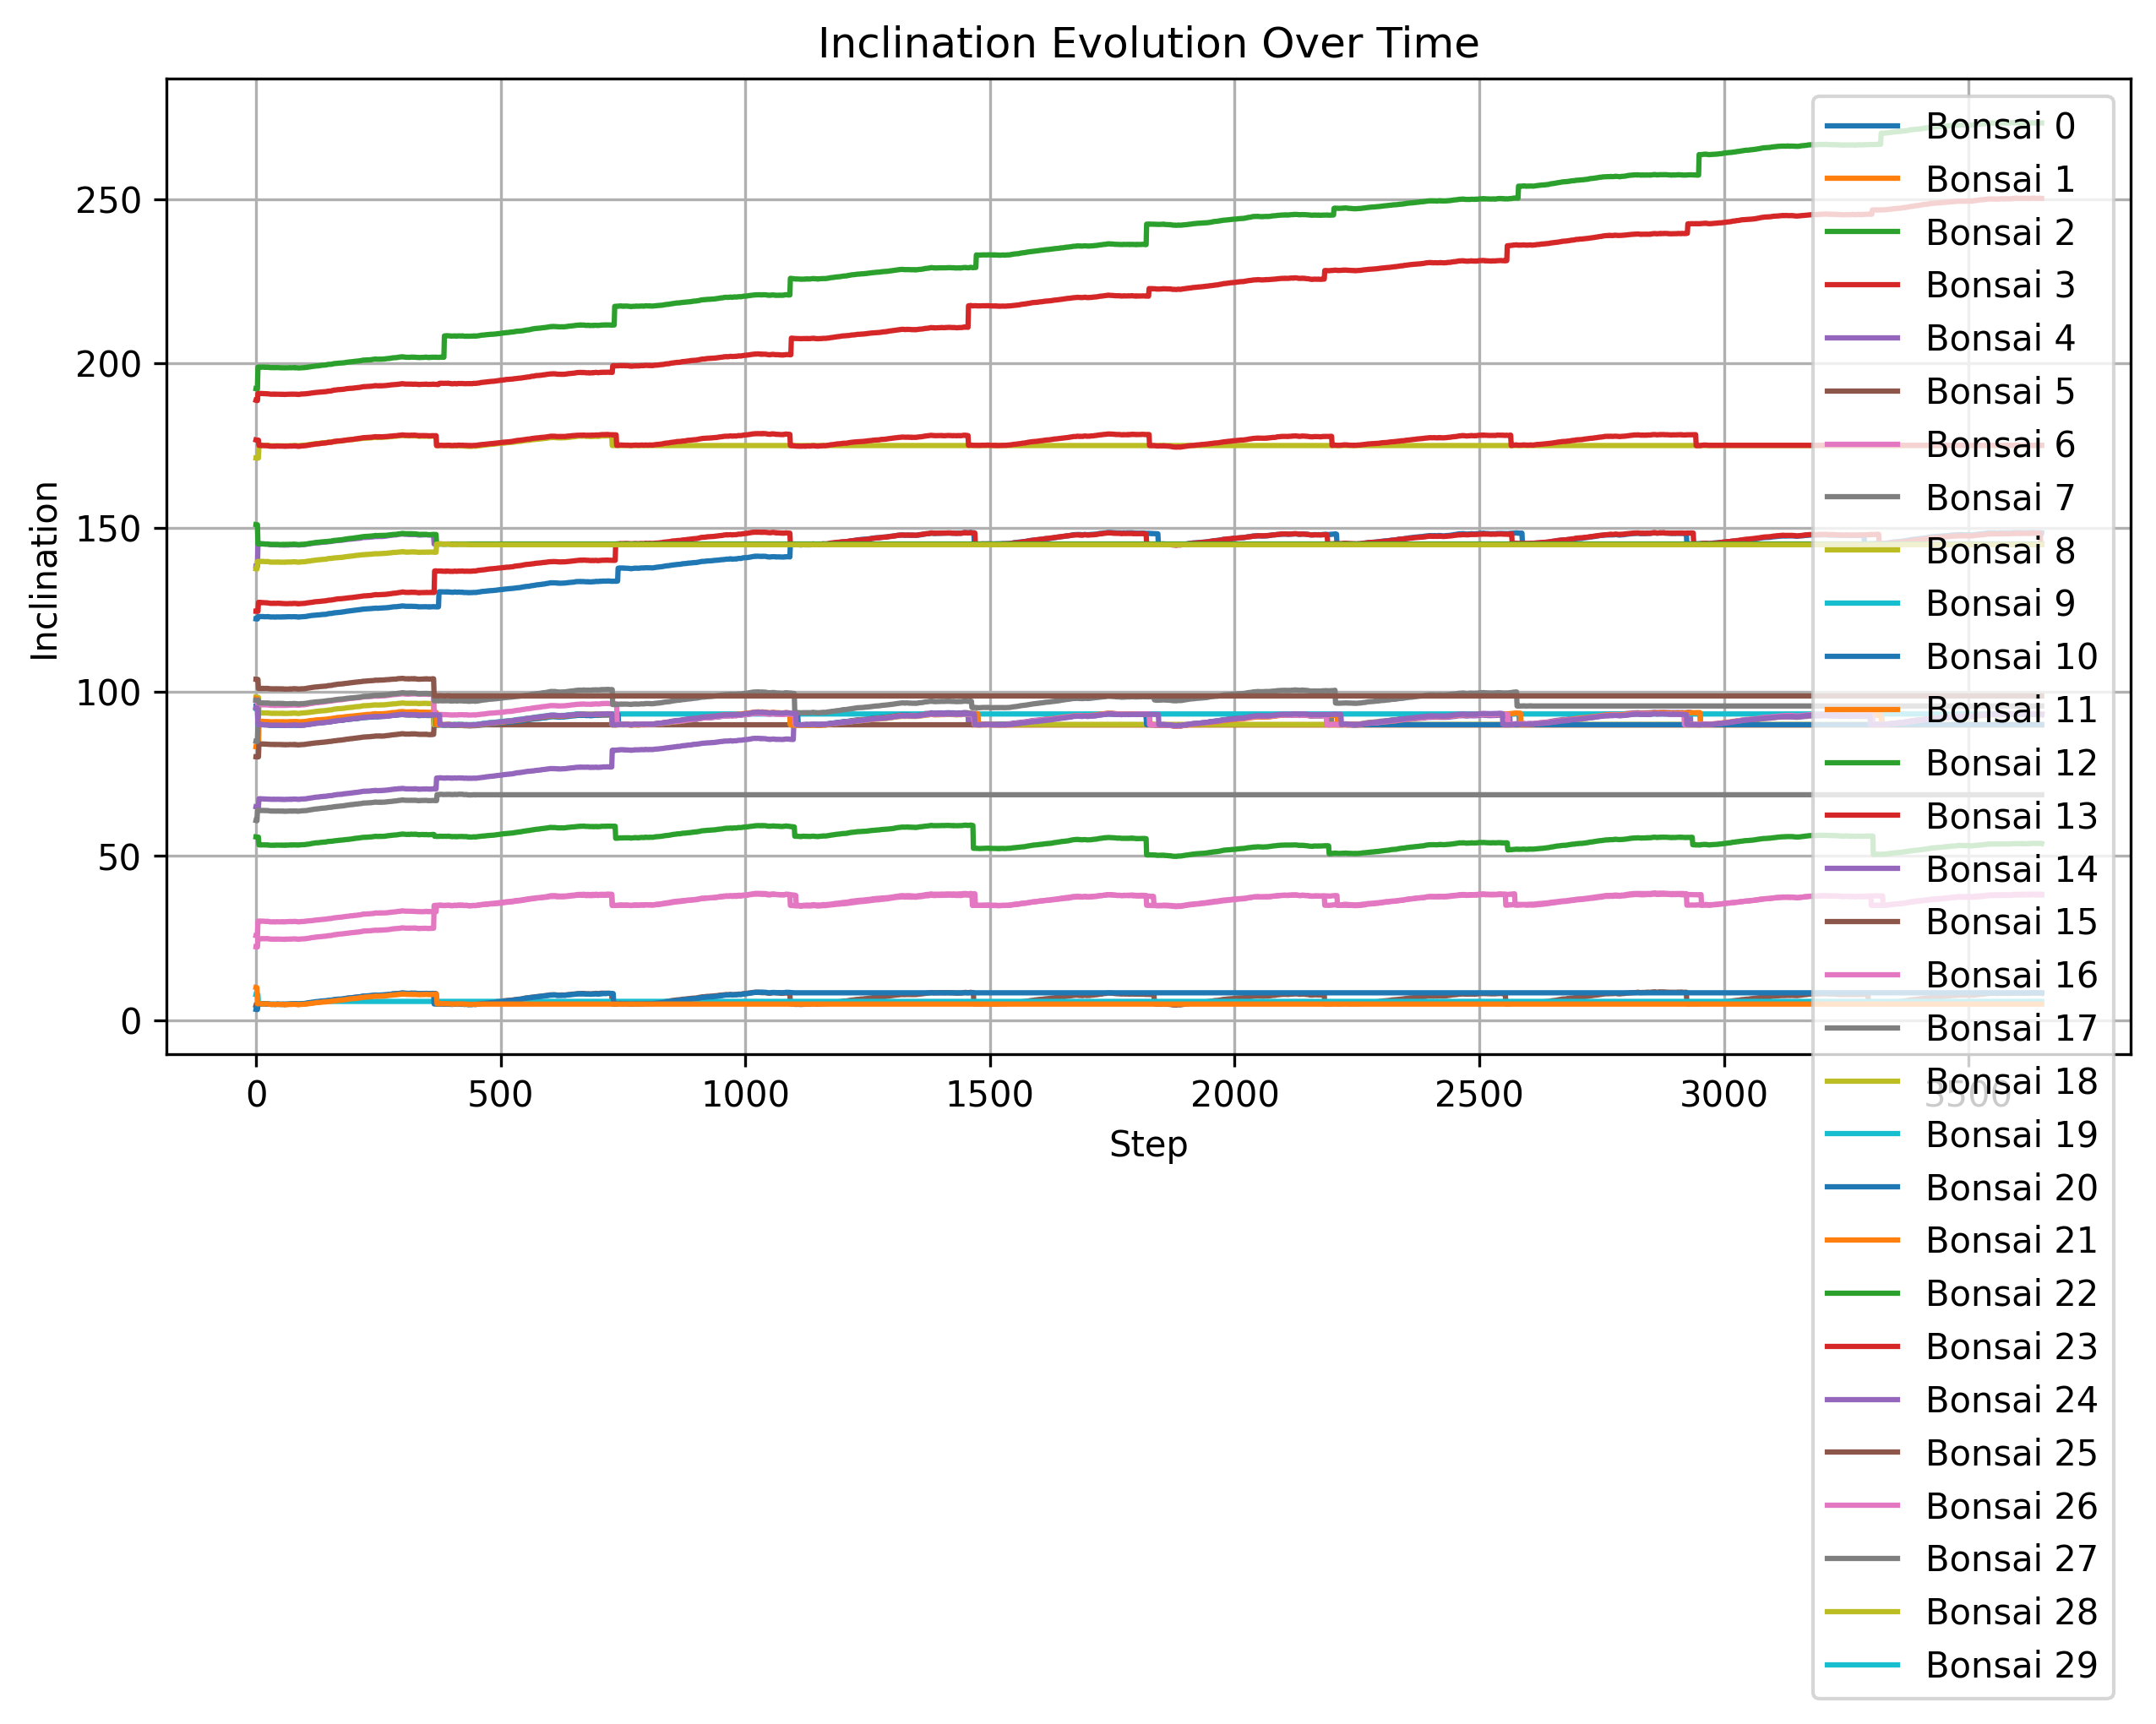 Inclination Evolution Over Time
Inclination
250
200
150
100
50
0
0
500
1000
1500
2000
2500
3000
3500
Step
Bonsai 0
Bonsai 1
Bonsai 2
Bonsai 3
Bonsai 4
Bonsai 5
Bonsai 6
Bonsai 7
Bonsai 8
Bonsai 9
Bonsai 10
Bonsai 11
Bonsai 12
Bonsai 13
Bonsai 14
Bonsai 15
Bonsai 16
Bonsai 17
Bonsai 18
Bonsai 19
Bonsai 20
Bonsai 21
Bonsai 22
Bonsai 23
Bonsai 24
Bonsai 25
Bonsai 26
Bonsai 27
Bonsai 28
Bonsai 29